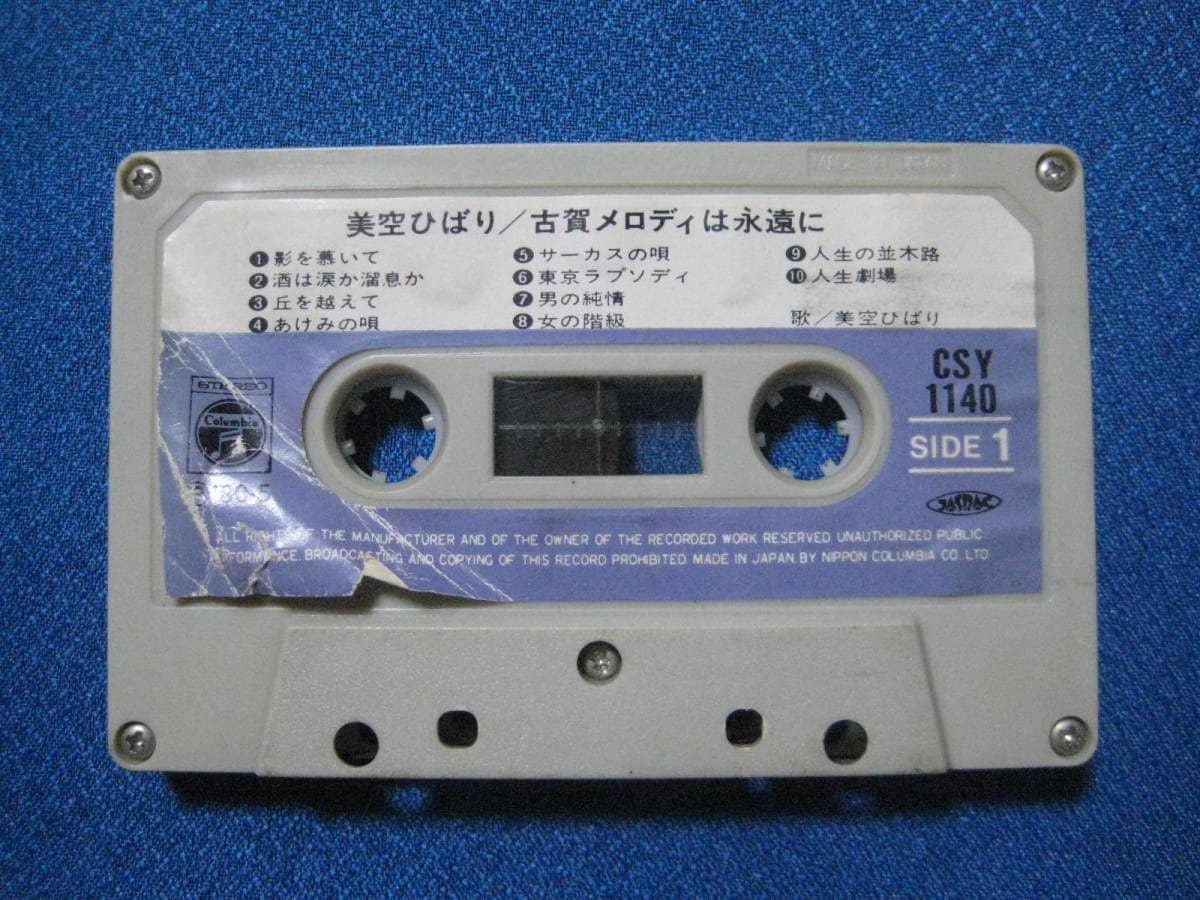 美空ひばり/古賀メロディは永遠に
❶影を慕いて
❷酒は涙か溜息か
❸丘を越えて
❹あけみの唄
❺サーカスの唄
❻東京ラプソディ
❼男の純情
❽女の階級
❾人生の並木路
❿人生劇場
歌/美空ひばり
STEREO
Columbia
CSY
1140
SIDE 1
JASRAC
ALL RIGHTS OF THE MANUFACTURER AND OF THE OWNER OF THE RECORDED WORK RESERVED UNAUTHORIZED PUBLIC
PERFORMANCE. BROADCASTING AND COPYING OF THIS RECORD PROHIBITED MADE IN JAPAN BY NIPPON COLUMBIA CO. LTD